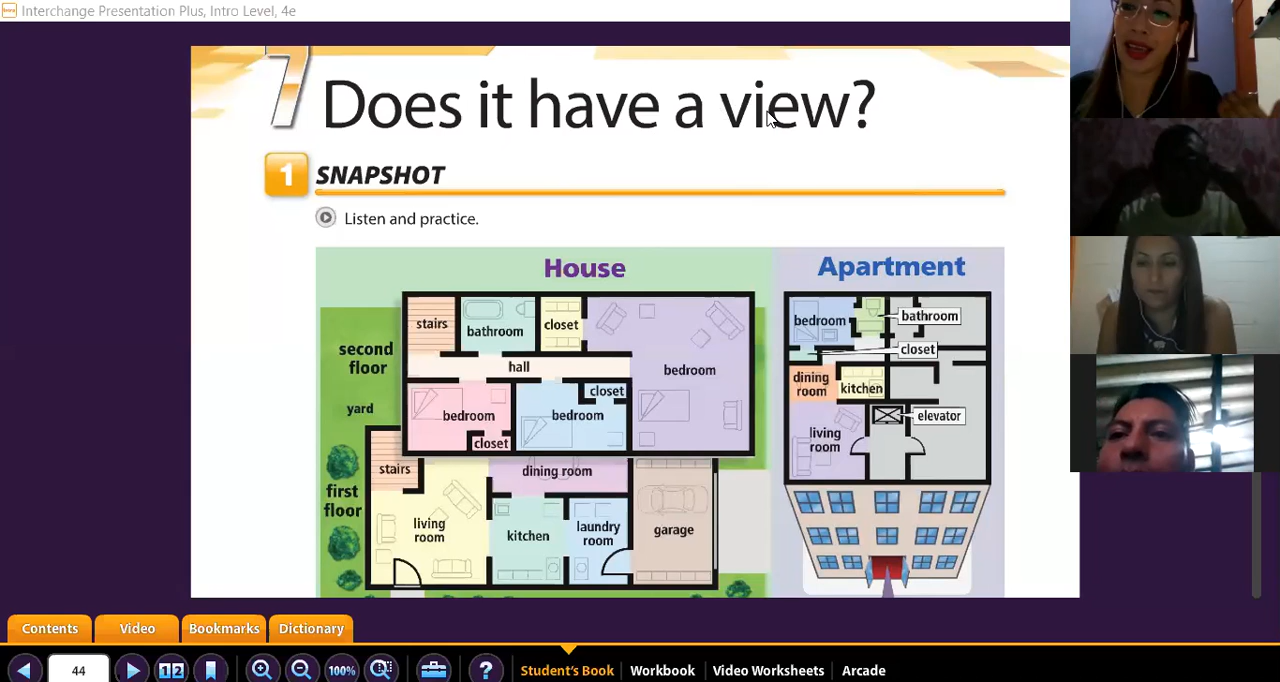 Interchange Presentation Plus, Intro Level, 4e
7 Does it have a view?
1 SNAPSHOT
Listen and practice.
House
Apartment
stairs
bathroom
closet
second
floor
hall
bedroom
closet
yard
bedroom
bedroom
closet
stairs
dining room
first
floor
living
room
kitchen
laundry
room
garage
bedroom
bathroom
closet
dining
room
kitchen
elevator
living
room
Contents Video Bookmarks Dictionary
44 1 2 100% ? Student's Book Workbook Video Worksheets Arcade